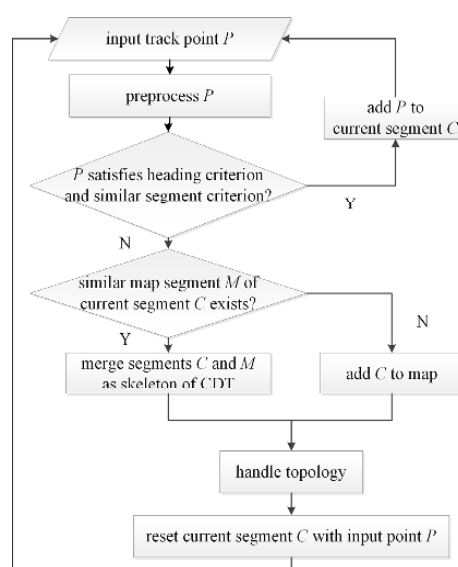 input track point P
preprocess P
add P to
current segment C
P satisfies heading criterion
and similar segment criterion?
Y
N
similar map segment M of
current segment C exists?
Y
N
merge segments C and M
as skeleton of CDT
add C to map
handle topology
reset current segment C with input point P